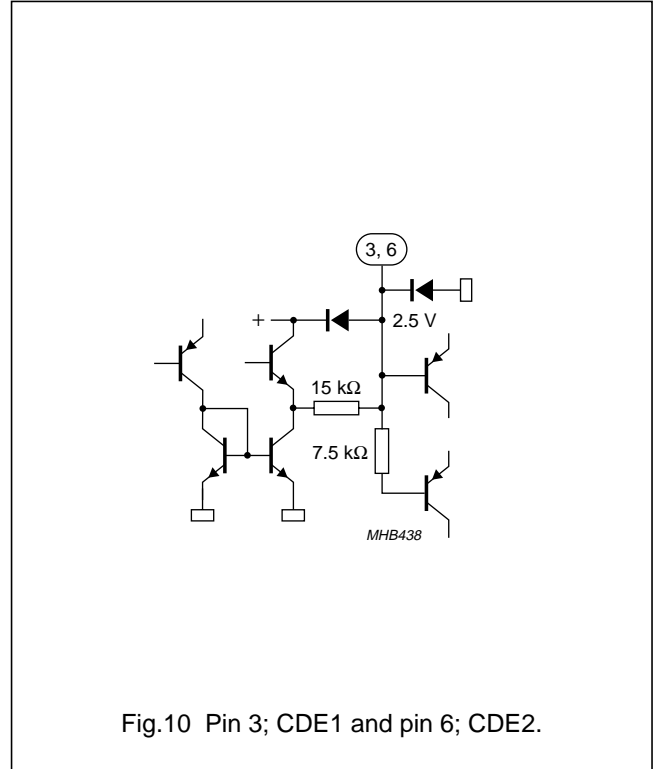 3, 6
+
2.5 V
15 kΩ
7.5 kΩ
MHB438
Fig.10 Pin 3; CDE1 and pin 6; CDE2.